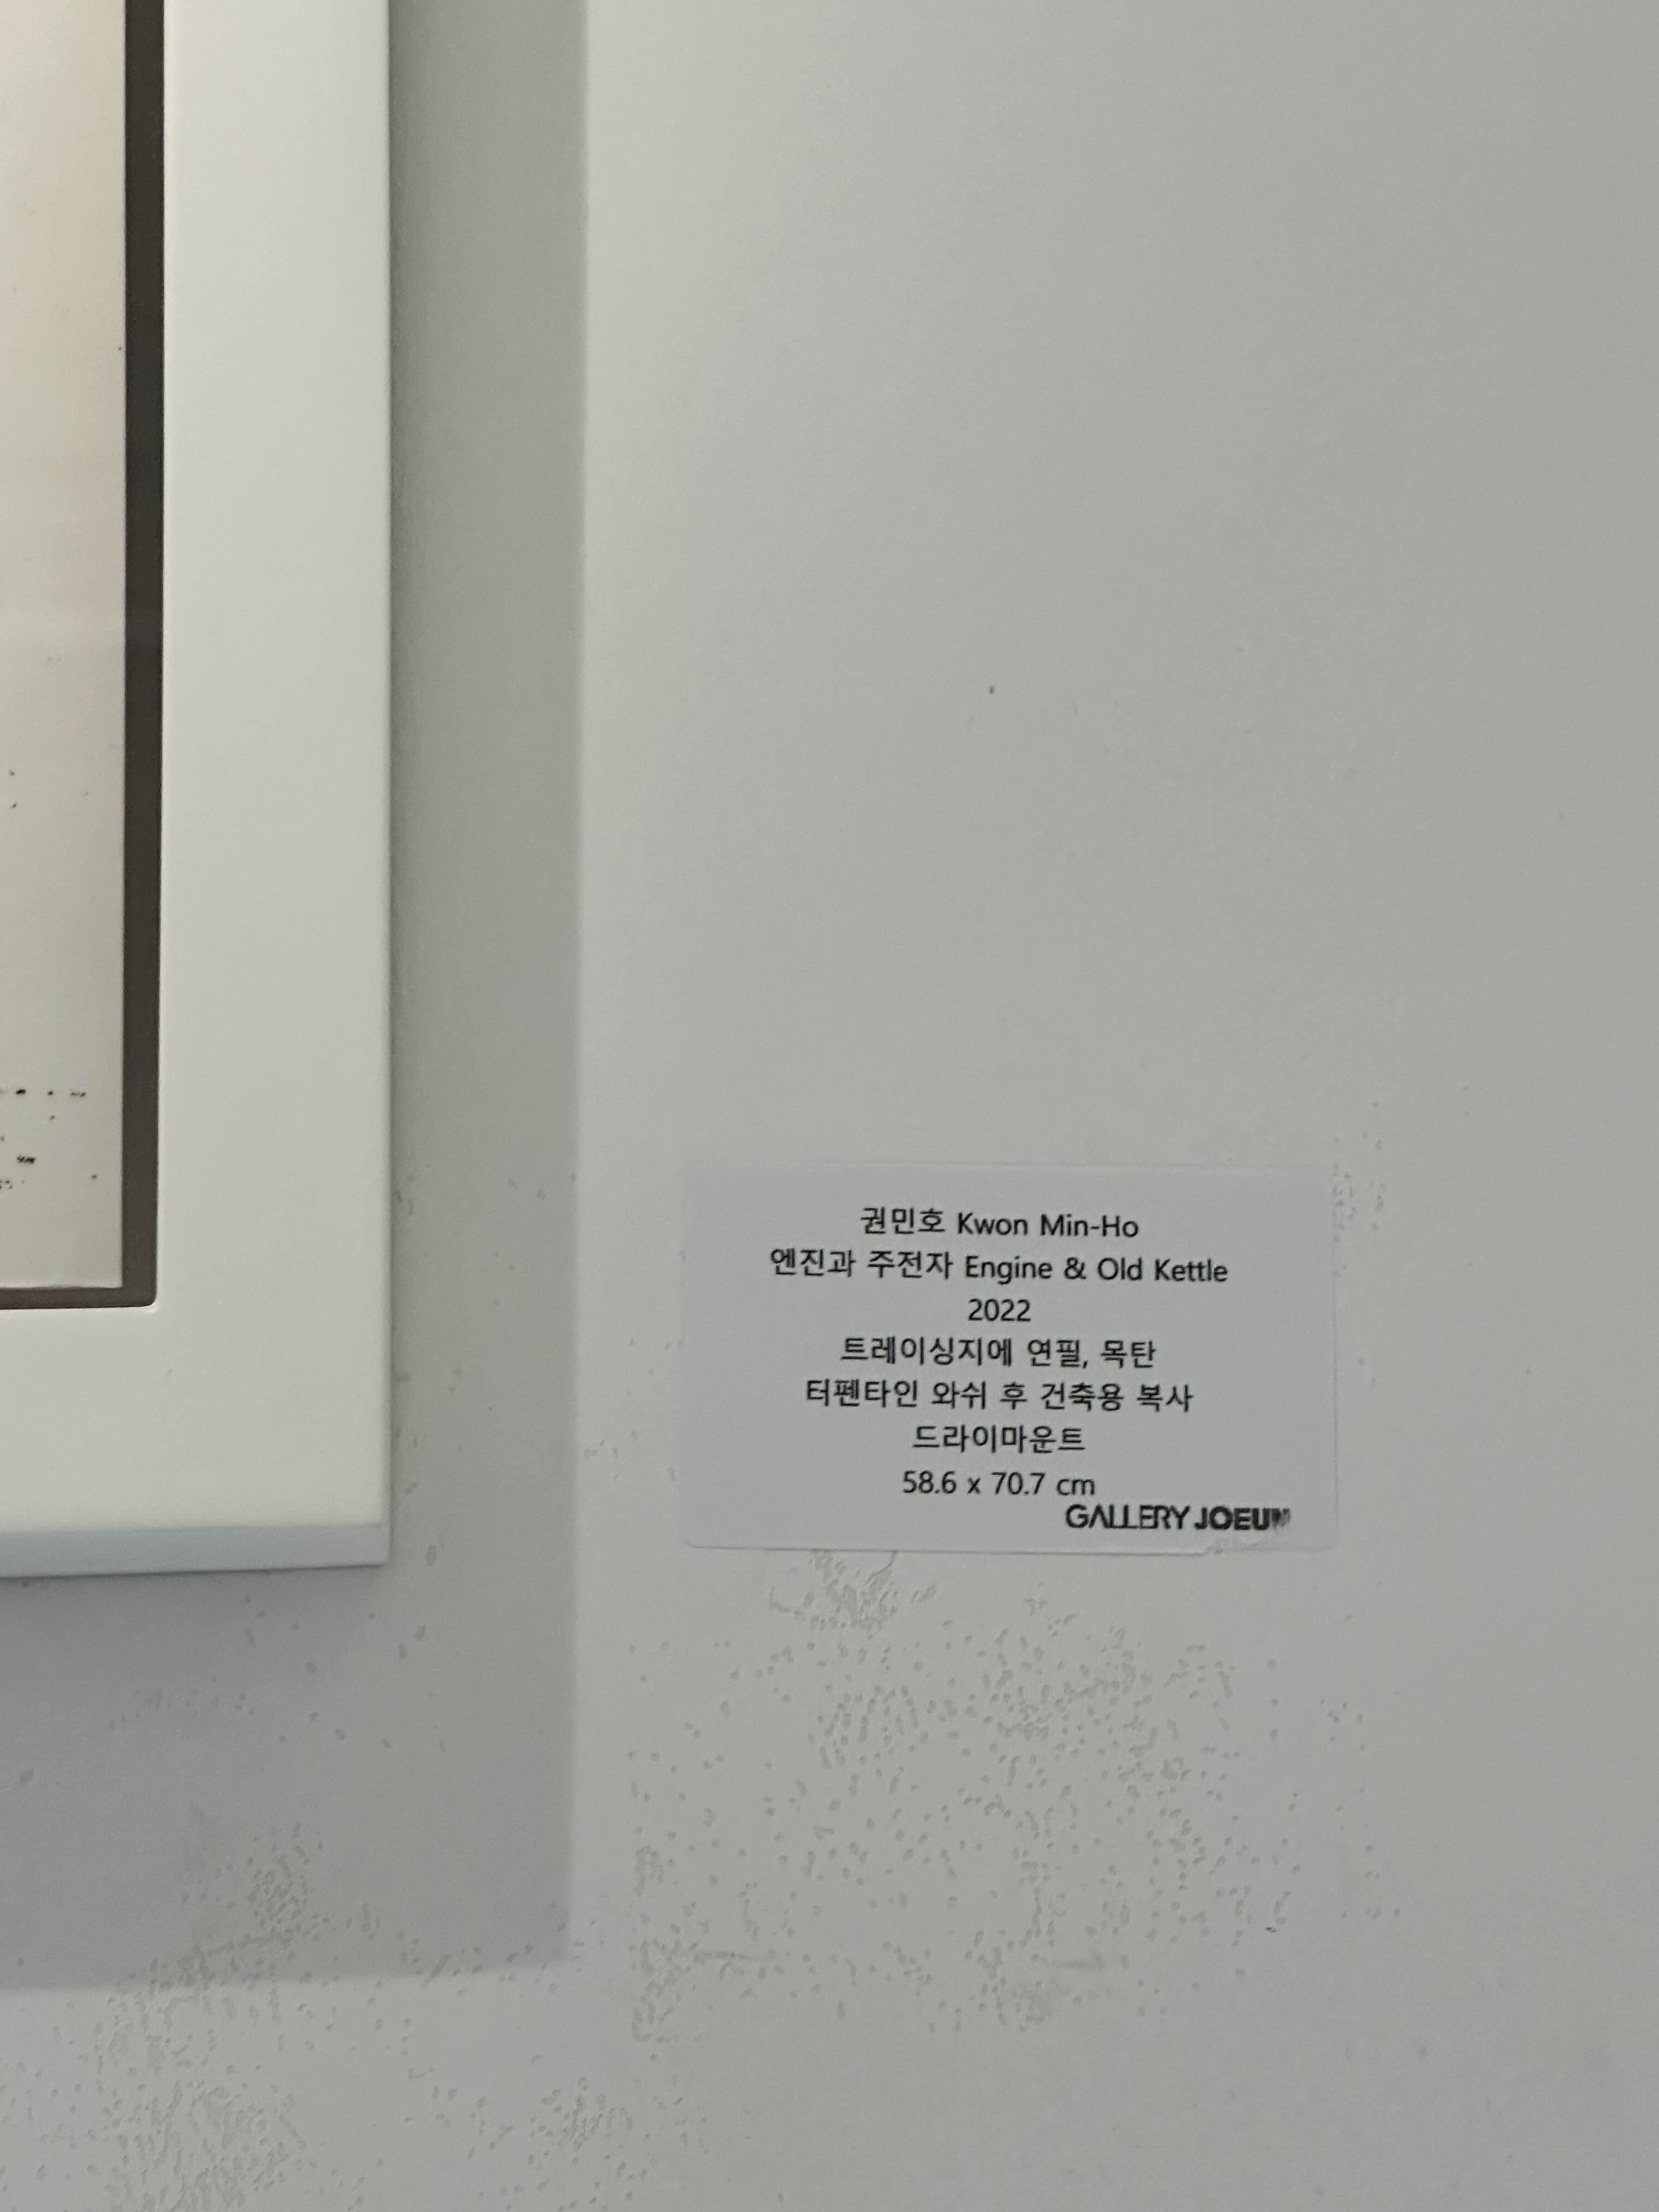 권민호 Kwon Min-Ho
엔진과 주전자 Engine & Old Kettle
2022
트레이싱지에 연필, 목탄
터펜타인 와쉬 후 건축용 복사
드라이마운트
58.6 x 70.7 cm
GALLERY JOEUN